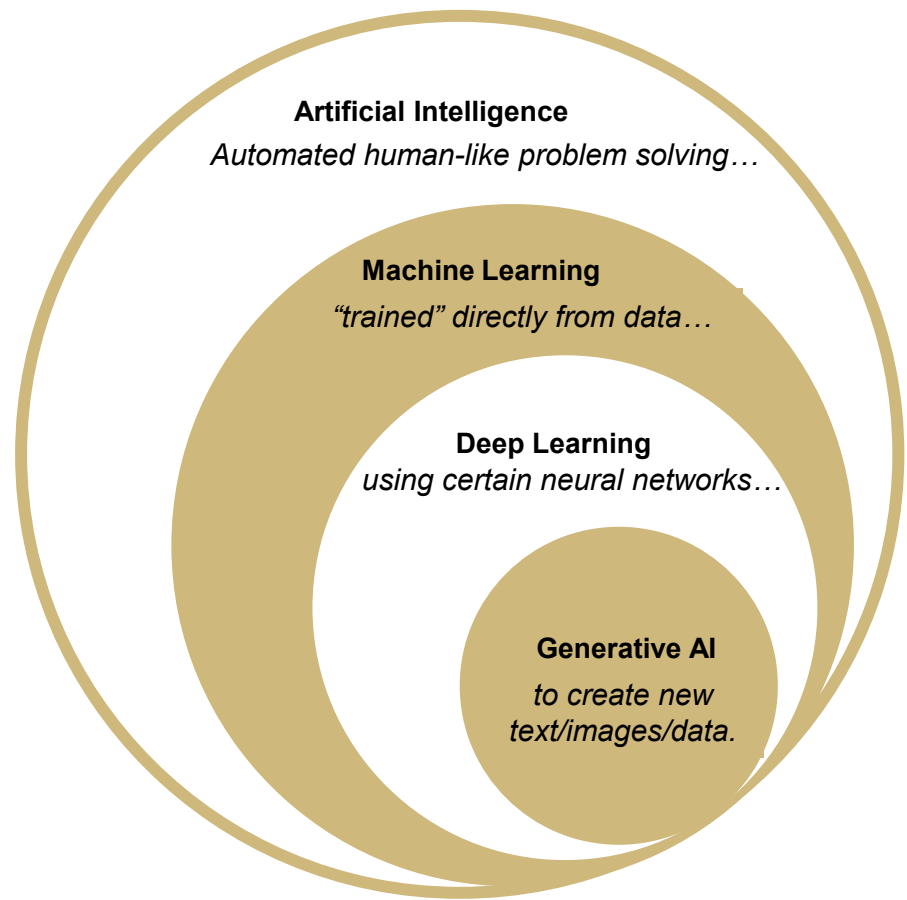 Artificial Intelligence
Automated human-like problem solving…
Machine Learning
“trained” directly from data…
Deep Learning
using certain neural networks…
Generative AI
to create new
text/images/data.